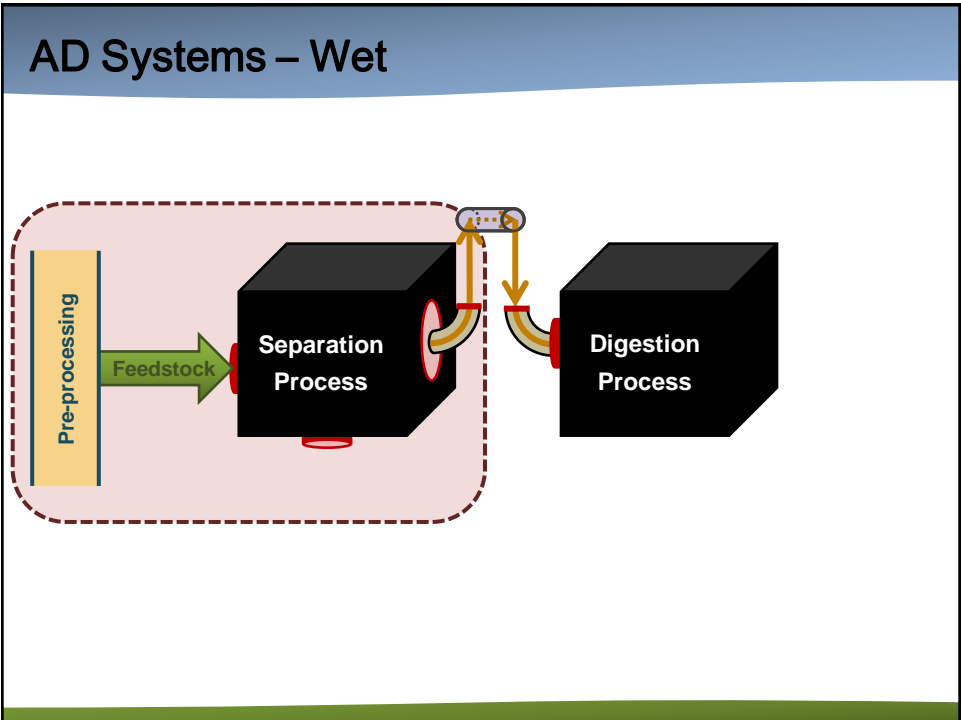 AD Systems – Wet
Pre-processing
Feedstock
Separation
Process
Digestion
Process